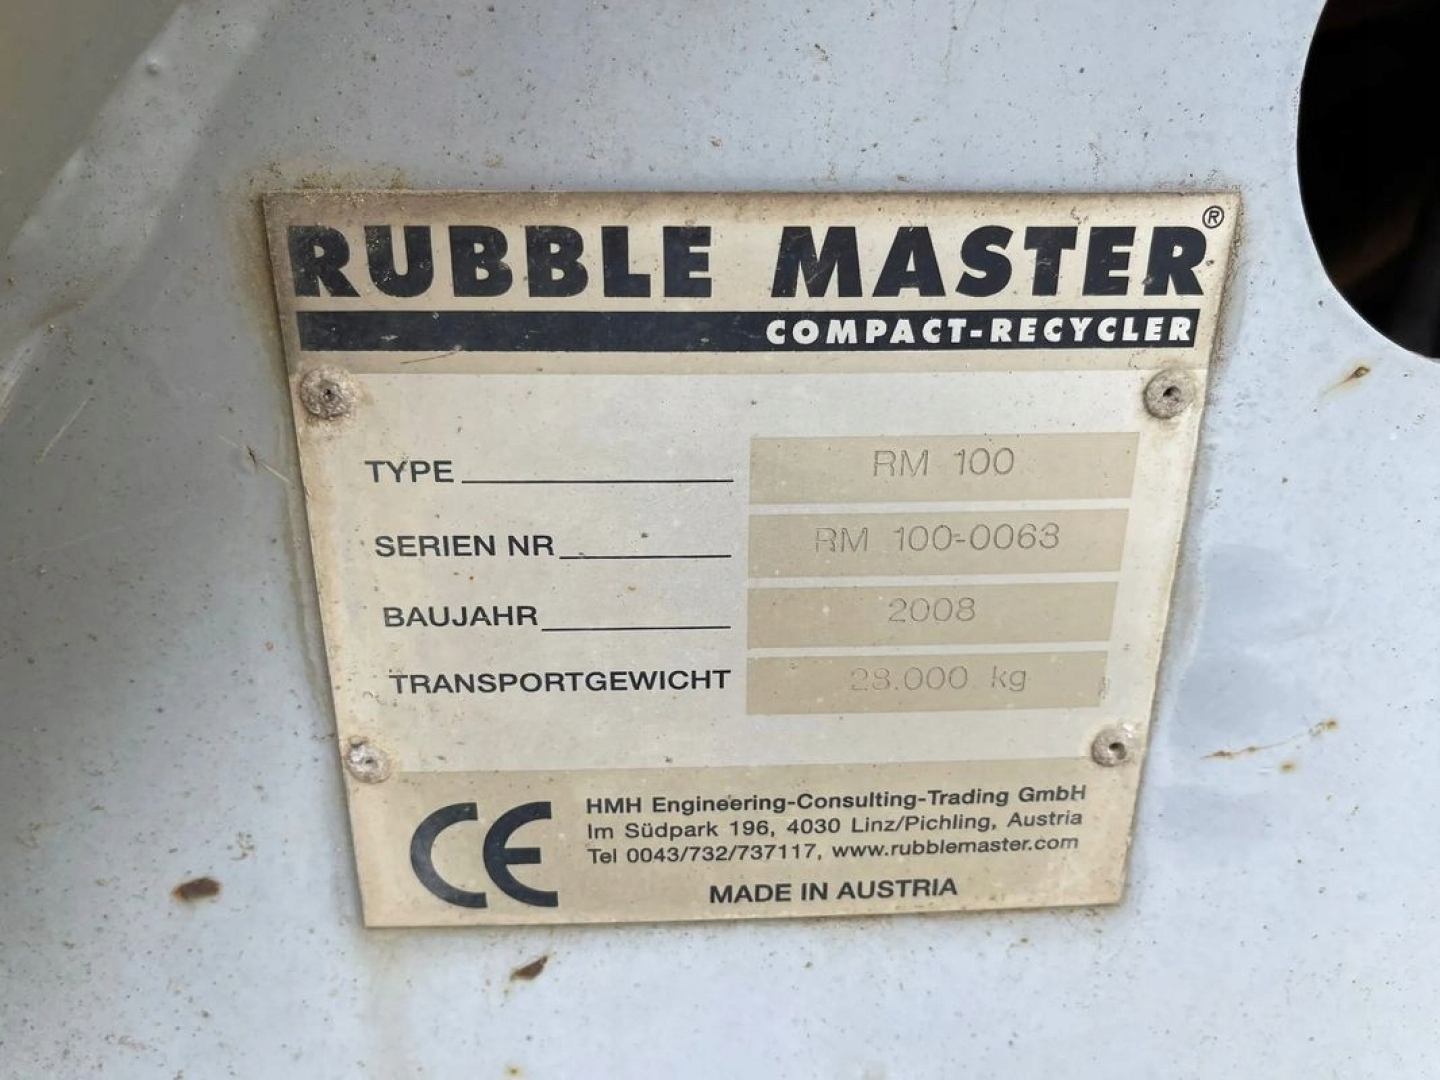 RUBBLE MASTER®
COMPACT-RECYCLER
TYPE RM 100
SERIEN NR RM 100-0063
BAUJAHR 2008
TRANSPORTGEWICHT 28.000 kg
CE HMH Engineering-Consulting-Trading GmbH
Im Südpark 196, 4030 Linz/Pichling, Austria
Tel 0043/732/737117, www.rubblemaster.com
MADE IN AUSTRIA